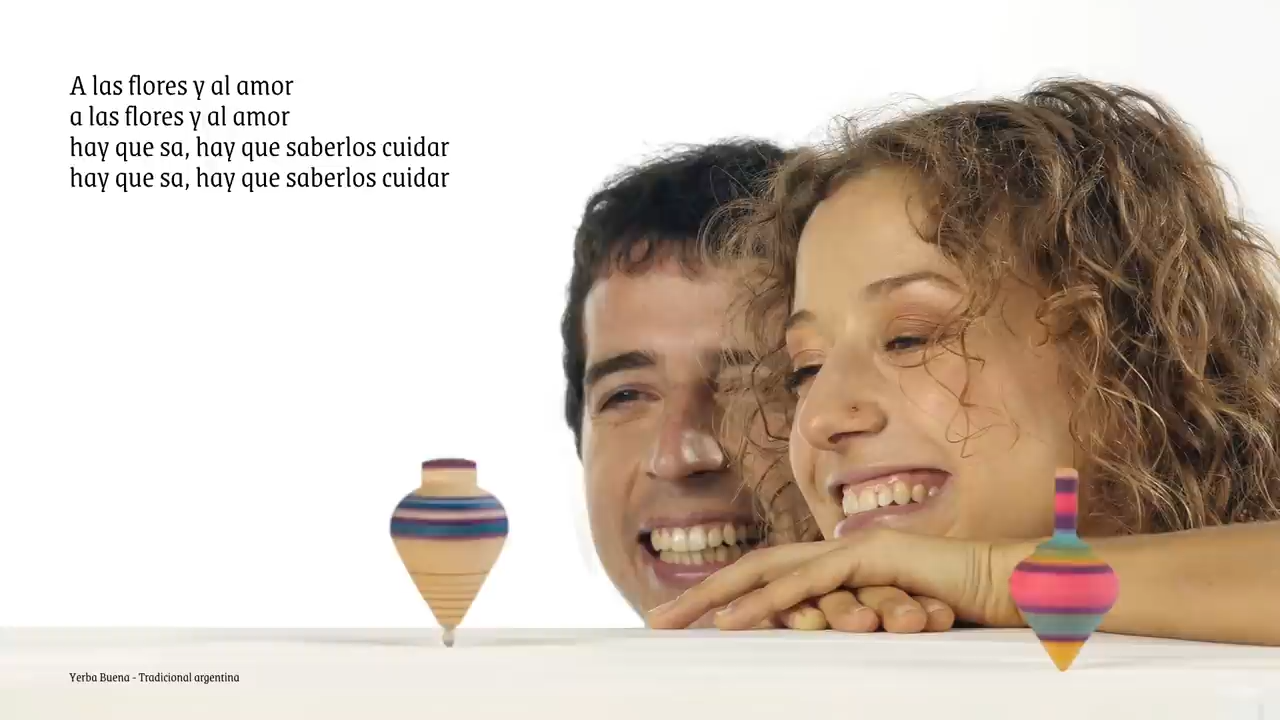 A las flores y al amor
a las flores y al amor
hay que sa, hay que saberlos cuidar
hay que sa, hay que saberlos cuidar
Yerba Buena - Tradicional argentina